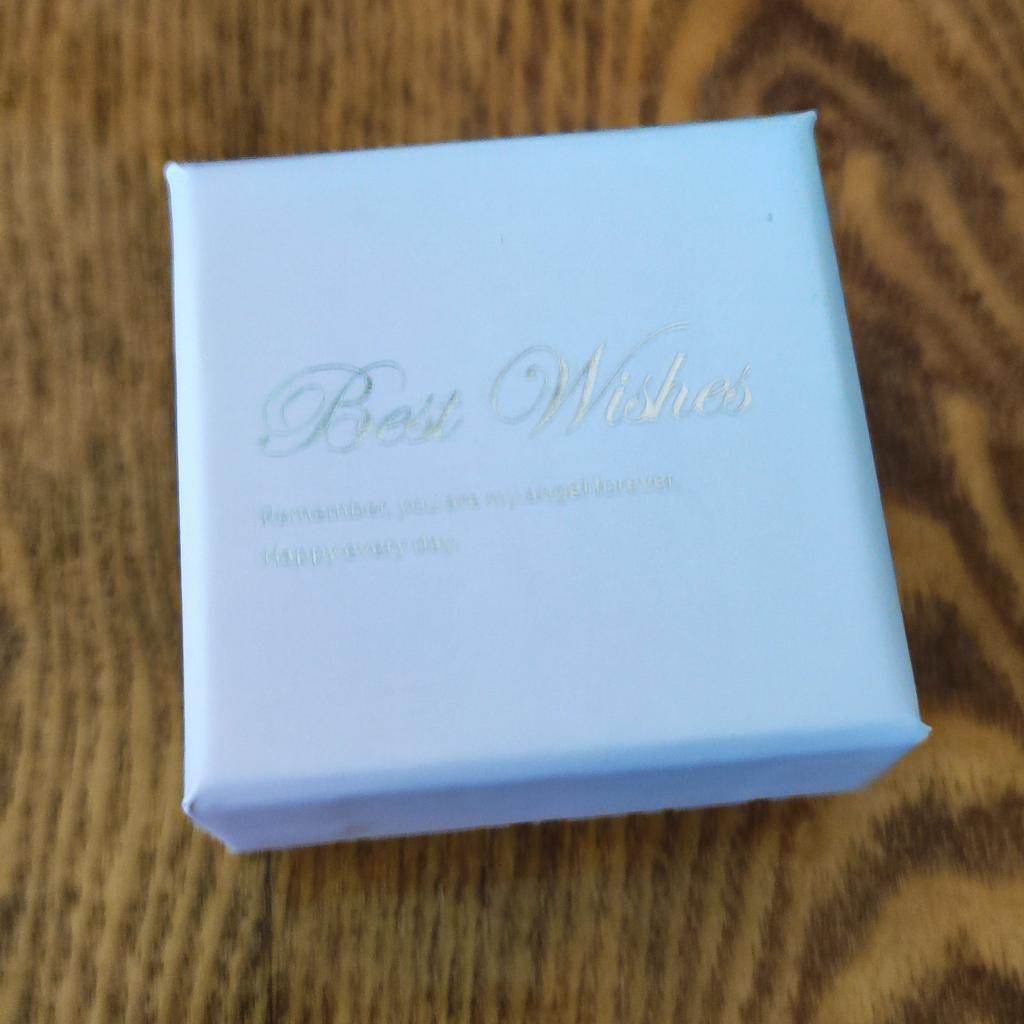 Best Wishes
Remember, you are my angel forever.
Happy every day.